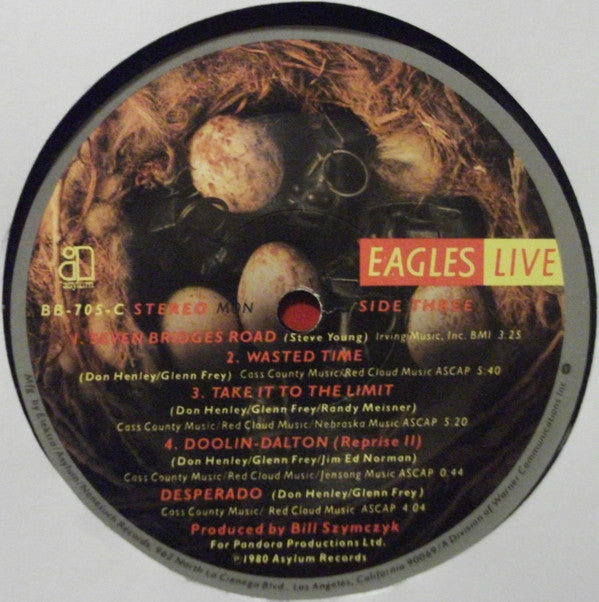 asylum
EAGLES LIVE
BB-705-C STEREO MON SIDE THREE
1. SEVEN BRIDGES ROAD (Steve Young) Irving Music, Inc. BMI 3:25
2. WASTED TIME
(Don Henley/Glenn Frey) Cass County Music/Red Cloud Music ASCAP 5:40
3. TAKE IT TO THE LIMIT
(Don Henley/Glenn Frey/Randy Meisner)
Cass County Music/Red Cloud Music/Nebraska Music ASCAP 5:20
4. DOOLIN-DALTON (Reprise II)
(Don Henley/Glenn Frey/Jim Ed Norman)
Cass County Music/Red Cloud Music/Jensong Music ASCAP 0:44
DESPERADO (Don Henley/Glenn Frey)
Cass County Music/ Red Cloud Music ASCAP 4:04
Produced by Bill Szymczyk
For Pandora Productions Ltd.
℗1980 Asylum Records
Mfg. by Elektra/Asylum/Nonesuch Records, 962 North La Cienega Blvd., Los Angeles, California 90069/A Division of Warner Communications Inc.